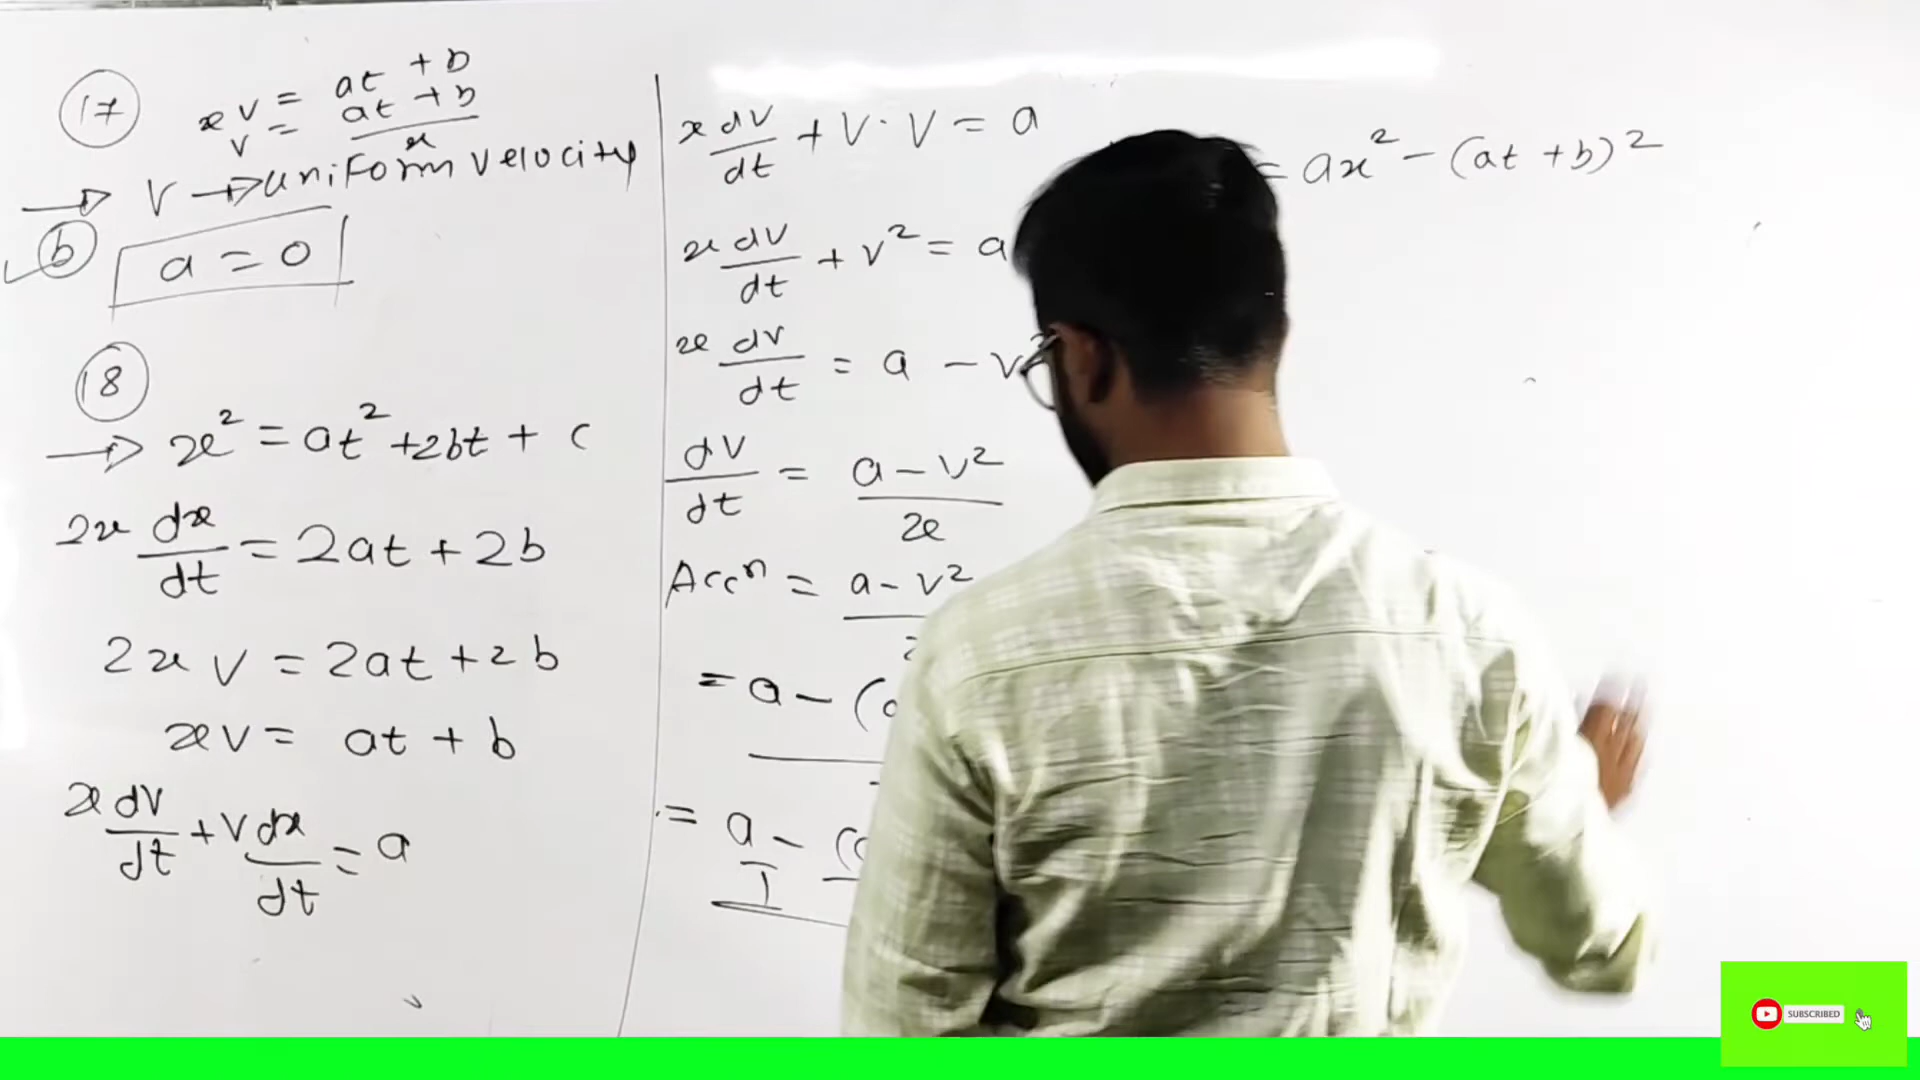 17
xv = at + b
v = at + b / x
→ V → uniform velocity
b a = 0
18
→ x² = at² + 2bt + c
2x dx/dt = 2at + 2b
2x v = 2at + 2b
xv = at + b
x dv/dt + v dx/dt = a
x dv/dt + v · v = a
x dv/dt + v² = a
x dv/dt = a - v²
dv/dt = a - v² / x
Accⁿ = a - v²
= a - (
= a/1 - (
= ax² - (at + b)²
SUBSCRIBED